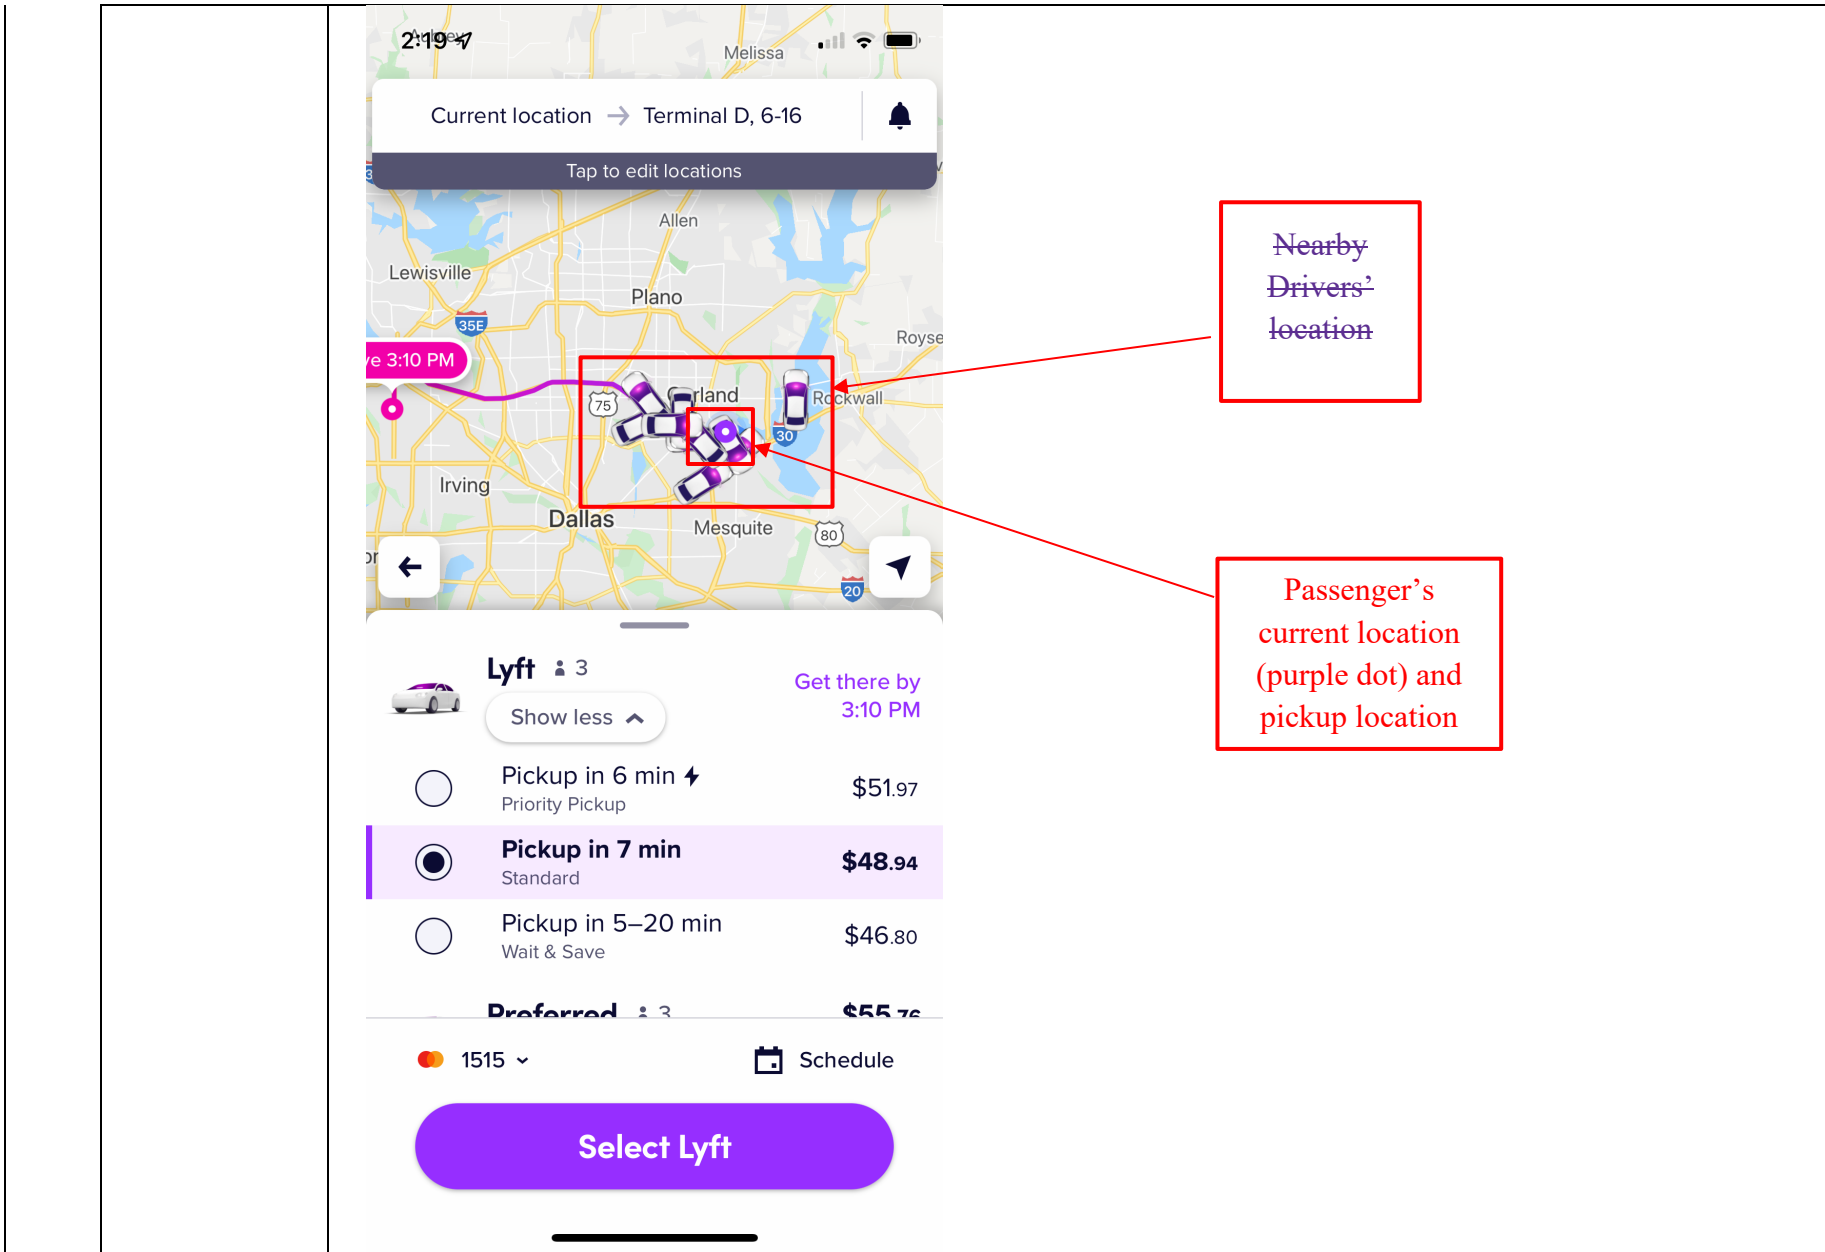 2:19
Melissa
Current location → Terminal D, 6-16
Tap to edit locations
Allen
Lewisville
Plano
35E
Royse
ve 3:10 PM
75
rland
Rockwall
30
Irving
Dallas
Mesquite
80
20
Nearby
Drivers’
location
Passenger’s
current location
(purple dot) and
pickup location
Lyft 3
Show less
Get there by
3:10 PM
Pickup in 6 min
Priority Pickup
$51.97
Pickup in 7 min
Standard
$48.94
Pickup in 5–20 min
Wait & Save
$46.80
Preferred 3
$55.76
1515
Schedule
Select Lyft